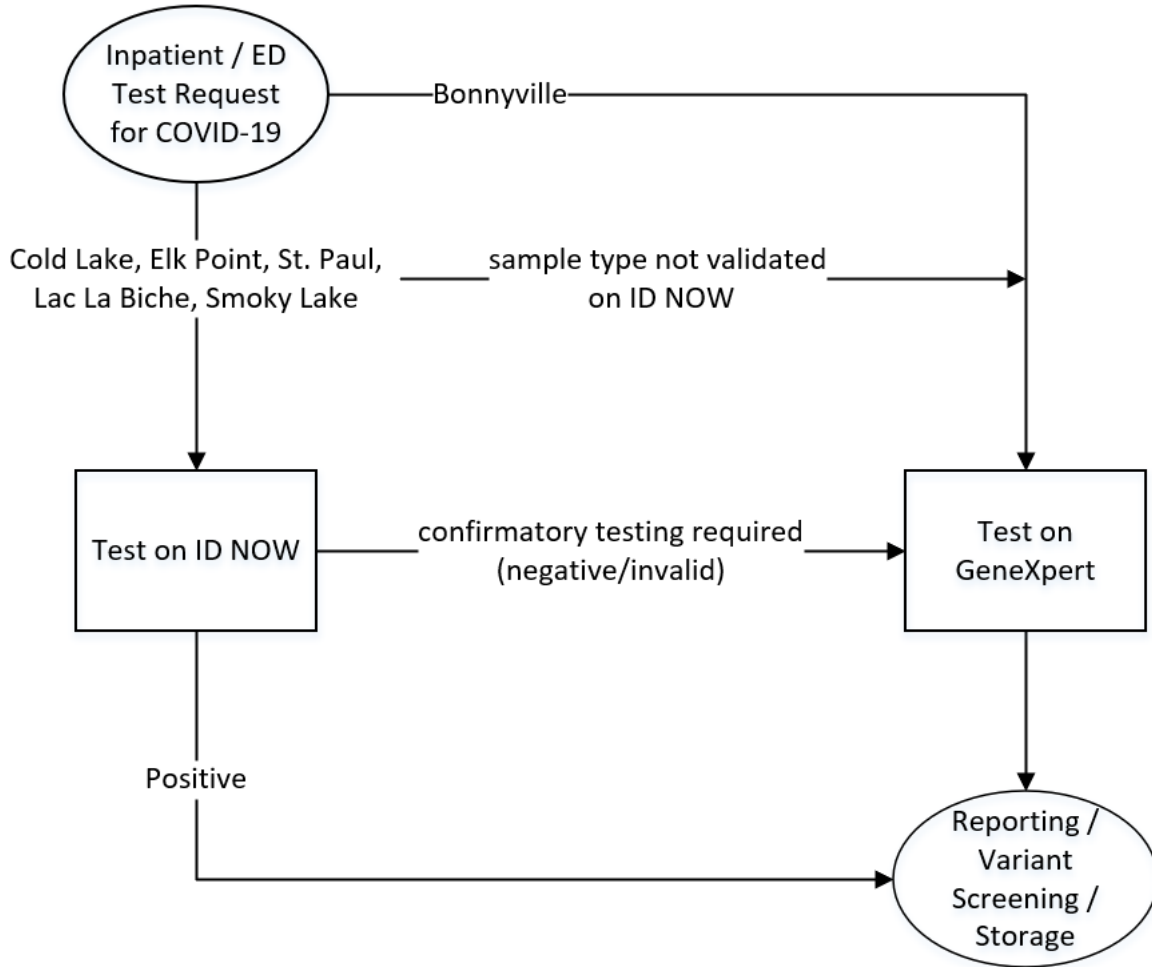 Inpatient / ED
Test Request
for COVID-19
Bonnyville
Cold Lake, Elk Point, St. Paul,
Lac La Biche, Smoky Lake
sample type not validated
on ID NOW
Test on ID NOW
confirmatory testing required
(negative/invalid)
Test on
GeneXpert
Positive
Reporting /
Variant
Screening /
Storage